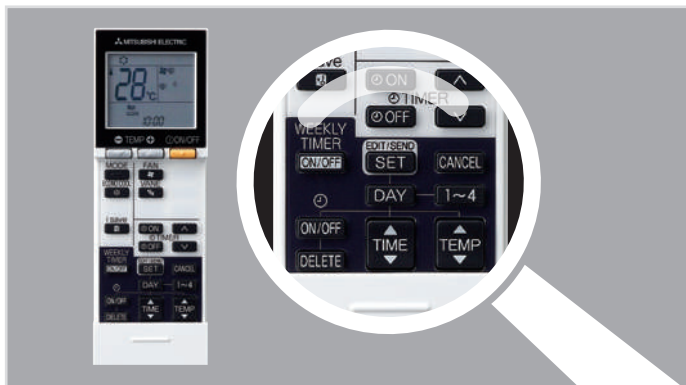 MITSUBISHI ELECTRIC
28°C
10:00
TEMP ON/OFF
MODE FAN
VANE
i save ON
TIMER
OFF
WEEKLY
TIMER
ON/OFF SET CANCEL
DAY 1~4
ON/OFF TIME TEMP
DELETE
save ON
TIMER
OFF
WEEKLY
TIMER EDIT/SEND
ON/OFF SET CANCEL
DAY 1~4
ON/OFF TIME TEMP
DELETE